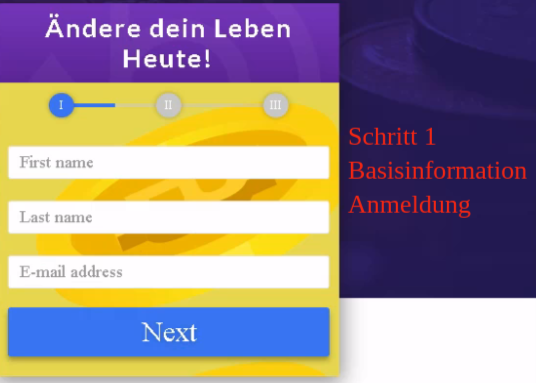 Ändere dein Leben
Heute!
I II III
First name
Last name
E-mail address
Next
Schritt 1
Basisinformation
Anmeldung